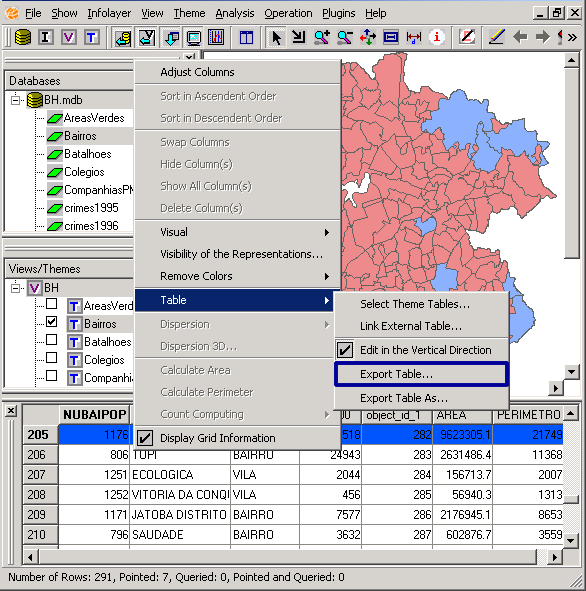 File Infolayer View Theme Analysis Operation Plugins Help
I V T
Databases
BH.mdb
AreasVerdes
Bairros
Batalhoes
Colegios
CompanhiasPM
crimes1995
crimes1996
Views/Themes
V BH
T AreasVerd
T Bairros
T Batalhoes
T Colegios
T Companhi
Adjust Columns
Sort in Ascendent Order
Sort in Descendent Order
Swap Columns
Hide Column(s)
Show All Column(s)
Delete Column(s)
Visual
Visibility of the Representations...
Remove Colors
Table
Dispersion
Dispersion 3D...
Calculate Area
Calculate Perimeter
Count Computing
Display Grid Information
Select Theme Tables...
Link External Table...
Edit in the Vertical Direction
Export Table...
Export Table As...
NUBAIPOP object_id_1 AREA PERIMETRO
205 1176 518 282 9623305.1 21749
206 806 TUPI BAIRRO 24943 283 2631486.4 11368
207 1251 ECOLOGICA VILA 2044 284 156713.7 2007
208 1252 VITORIA DA CONQU VILA 456 285 56940.3 1313
209 1171 JATOBA DISTRITO BAIRRO 7577 286 2176945.1 8653
210 796 SAUDADE BAIRRO 3632 287 602876.7 3559
Number of Rows: 291, Pointed: 7, Queried: 0, Pointed and Queried: 0